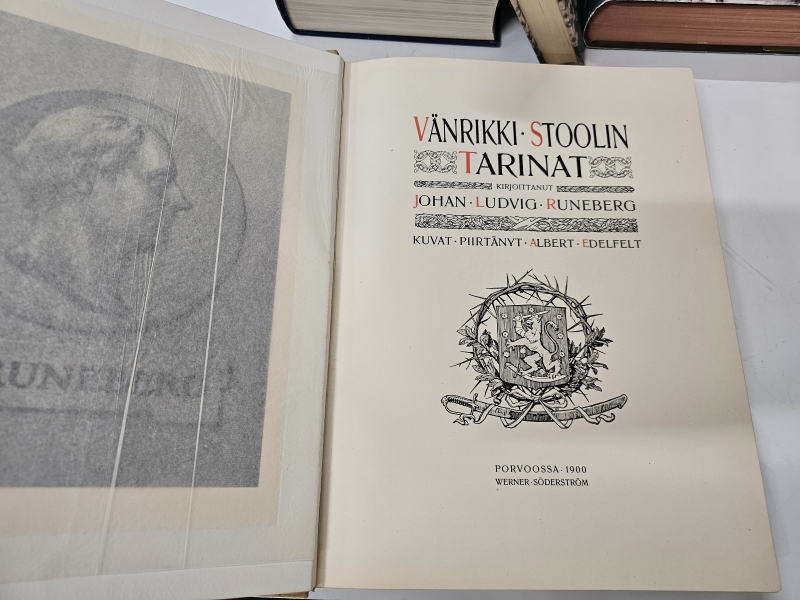 RUNEBERG
VÄNRIKKI·STOOLIN
TARINAT
KIRJOITTANUT
JOHAN·LUDVIG·RUNEBERG
KUVAT·PIIRTÄNYT·ALBERT·EDELFELT
PORVOOSSA·1900
WERNER·SÖDERSTRÖM